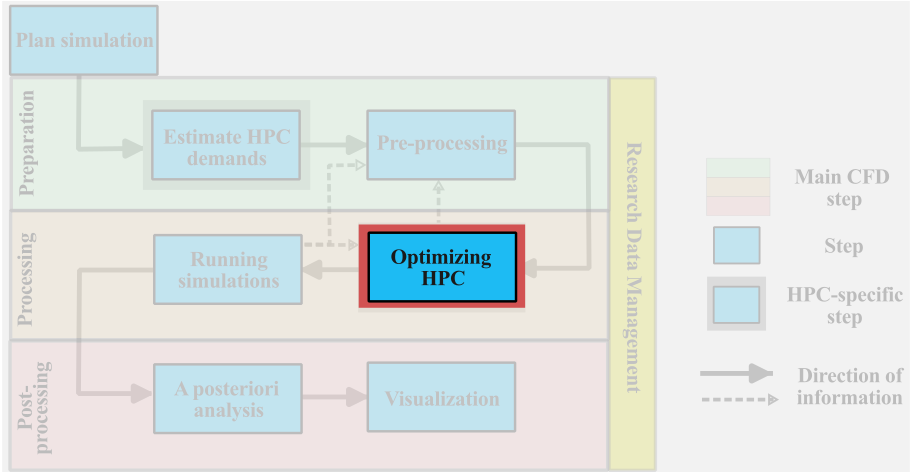 Plan simulation
Preparation
Estimate HPC
demands
Pre-processing
Processing
Running
simulations
Optimizing
HPC
Post-
processing
A posteriori
analysis
Visualization
Research Data Management
Main CFD
step
Step
HPC-specific
step
Direction of
information